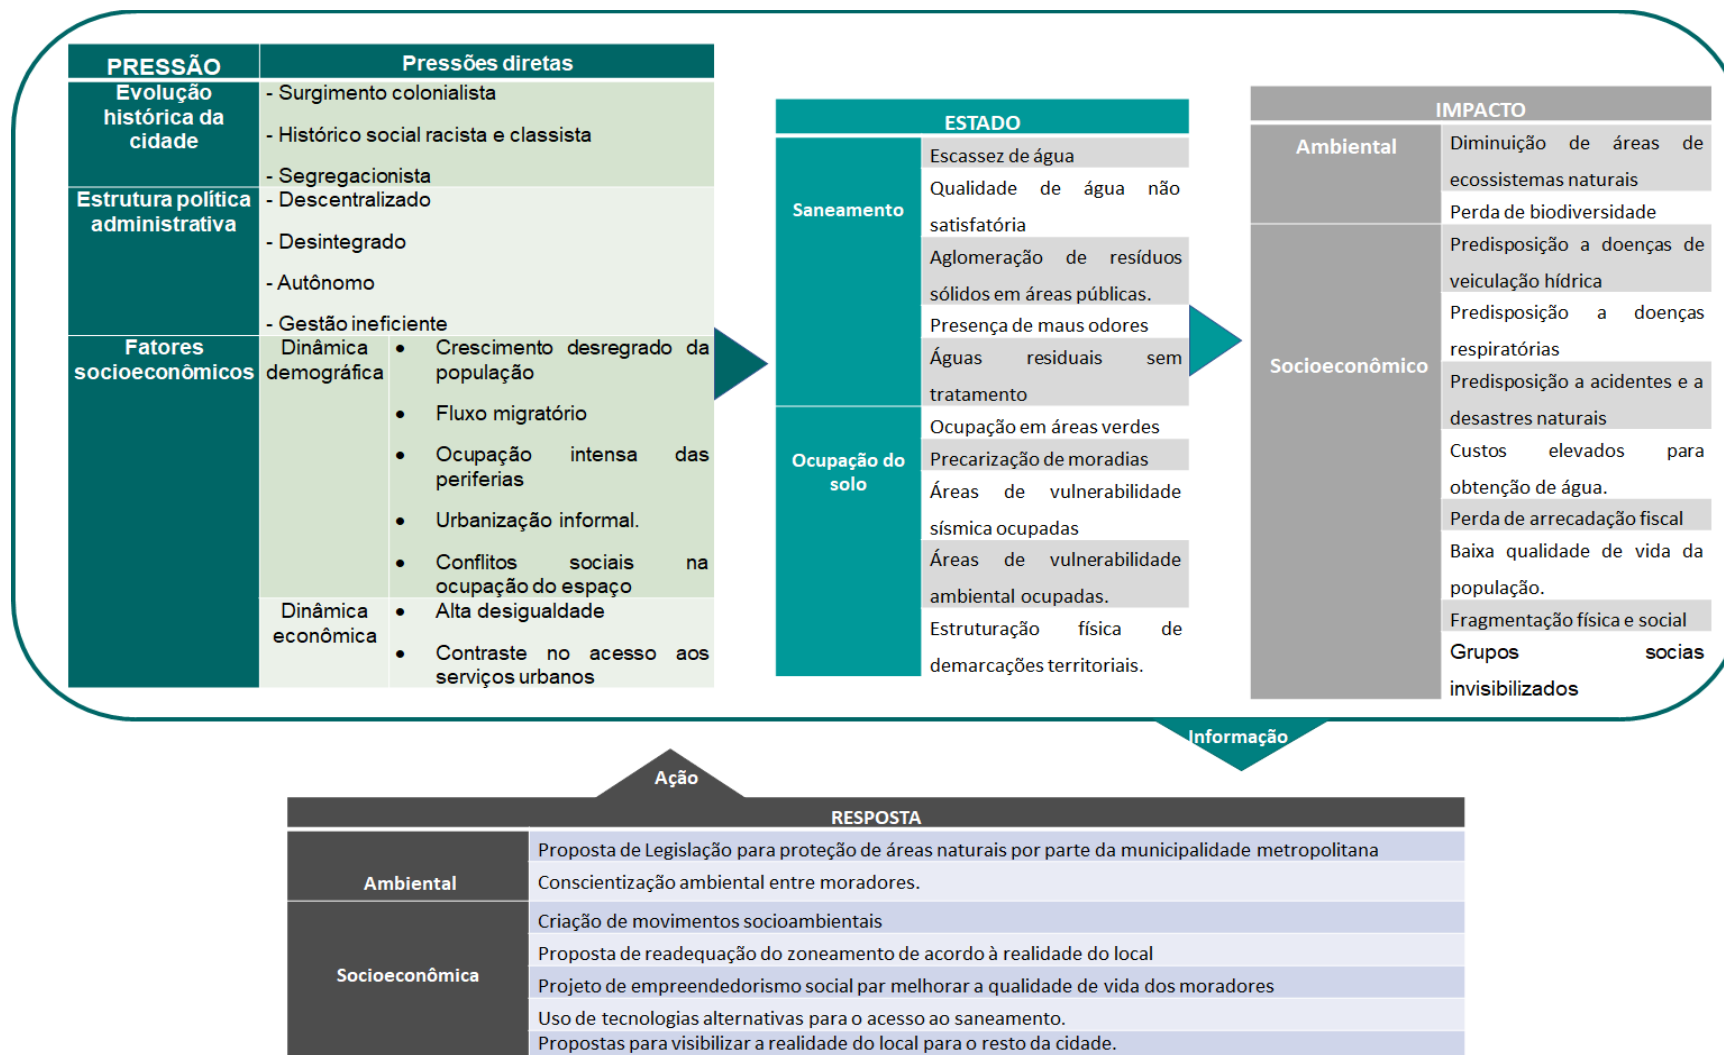 PRESSÃO
Pressões diretas
Evolução
histórica da
cidade
- Surgimento colonialista
- Histórico social racista e classista
- Segregacionista
Estrutura política
administrativa
- Descentralizado
- Desintegrado
- Autônomo
- Gestão ineficiente
Fatores
socioeconômicos
Dinâmica
demográfica
• Crescimento desregrado da
população
• Fluxo migratório
• Ocupação intensa das
periferias
• Urbanização informal.
• Conflitos sociais na
ocupação do espaço
Dinâmica
econômica
• Alta desigualdade
• Contraste no acesso aos
serviços urbanos
ESTADO
Saneamento
Escassez de água
Qualidade de água não
satisfatória
Aglomeração de resíduos
sólidos em áreas públicas.
Presença de maus odores
Águas residuais sem
tratamento
Ocupação do
solo
Ocupação em áreas verdes
Precarização de moradias
Áreas de vulnerabilidade
sísmica ocupadas
Áreas de vulnerabilidade
ambiental ocupadas.
Estruturação física de
demarcações territoriais.
IMPACTO
Ambiental
Diminuição de áreas de
ecossistemas naturais
Perda de biodiversidade
Socioeconômico
Predisposição a doenças de
veiculação hídrica
Predisposição a doenças
respiratórias
Predisposição a acidentes e a
desastres naturais
Custos elevados para
obtenção de água.
Perda de arrecadação fiscal
Baixa qualidade de vida da
população.
Fragmentação física e social
Grupos socias
invisibilizados
Informação
Ação
RESPOSTA
Ambiental
Proposta de Legislação para proteção de áreas naturais por parte da municipalidade metropolitana
Conscientização ambiental entre moradores.
Socioeconômica
Criação de movimentos socioambientais
Proposta de readequação do zoneamento de acordo à realidade do local
Projeto de empreendedorismo social par melhorar a qualidade de vida dos moradores
Uso de tecnologias alternativas para o acesso ao saneamento.
Propostas para visibilizar a realidade do local para o resto da cidade.